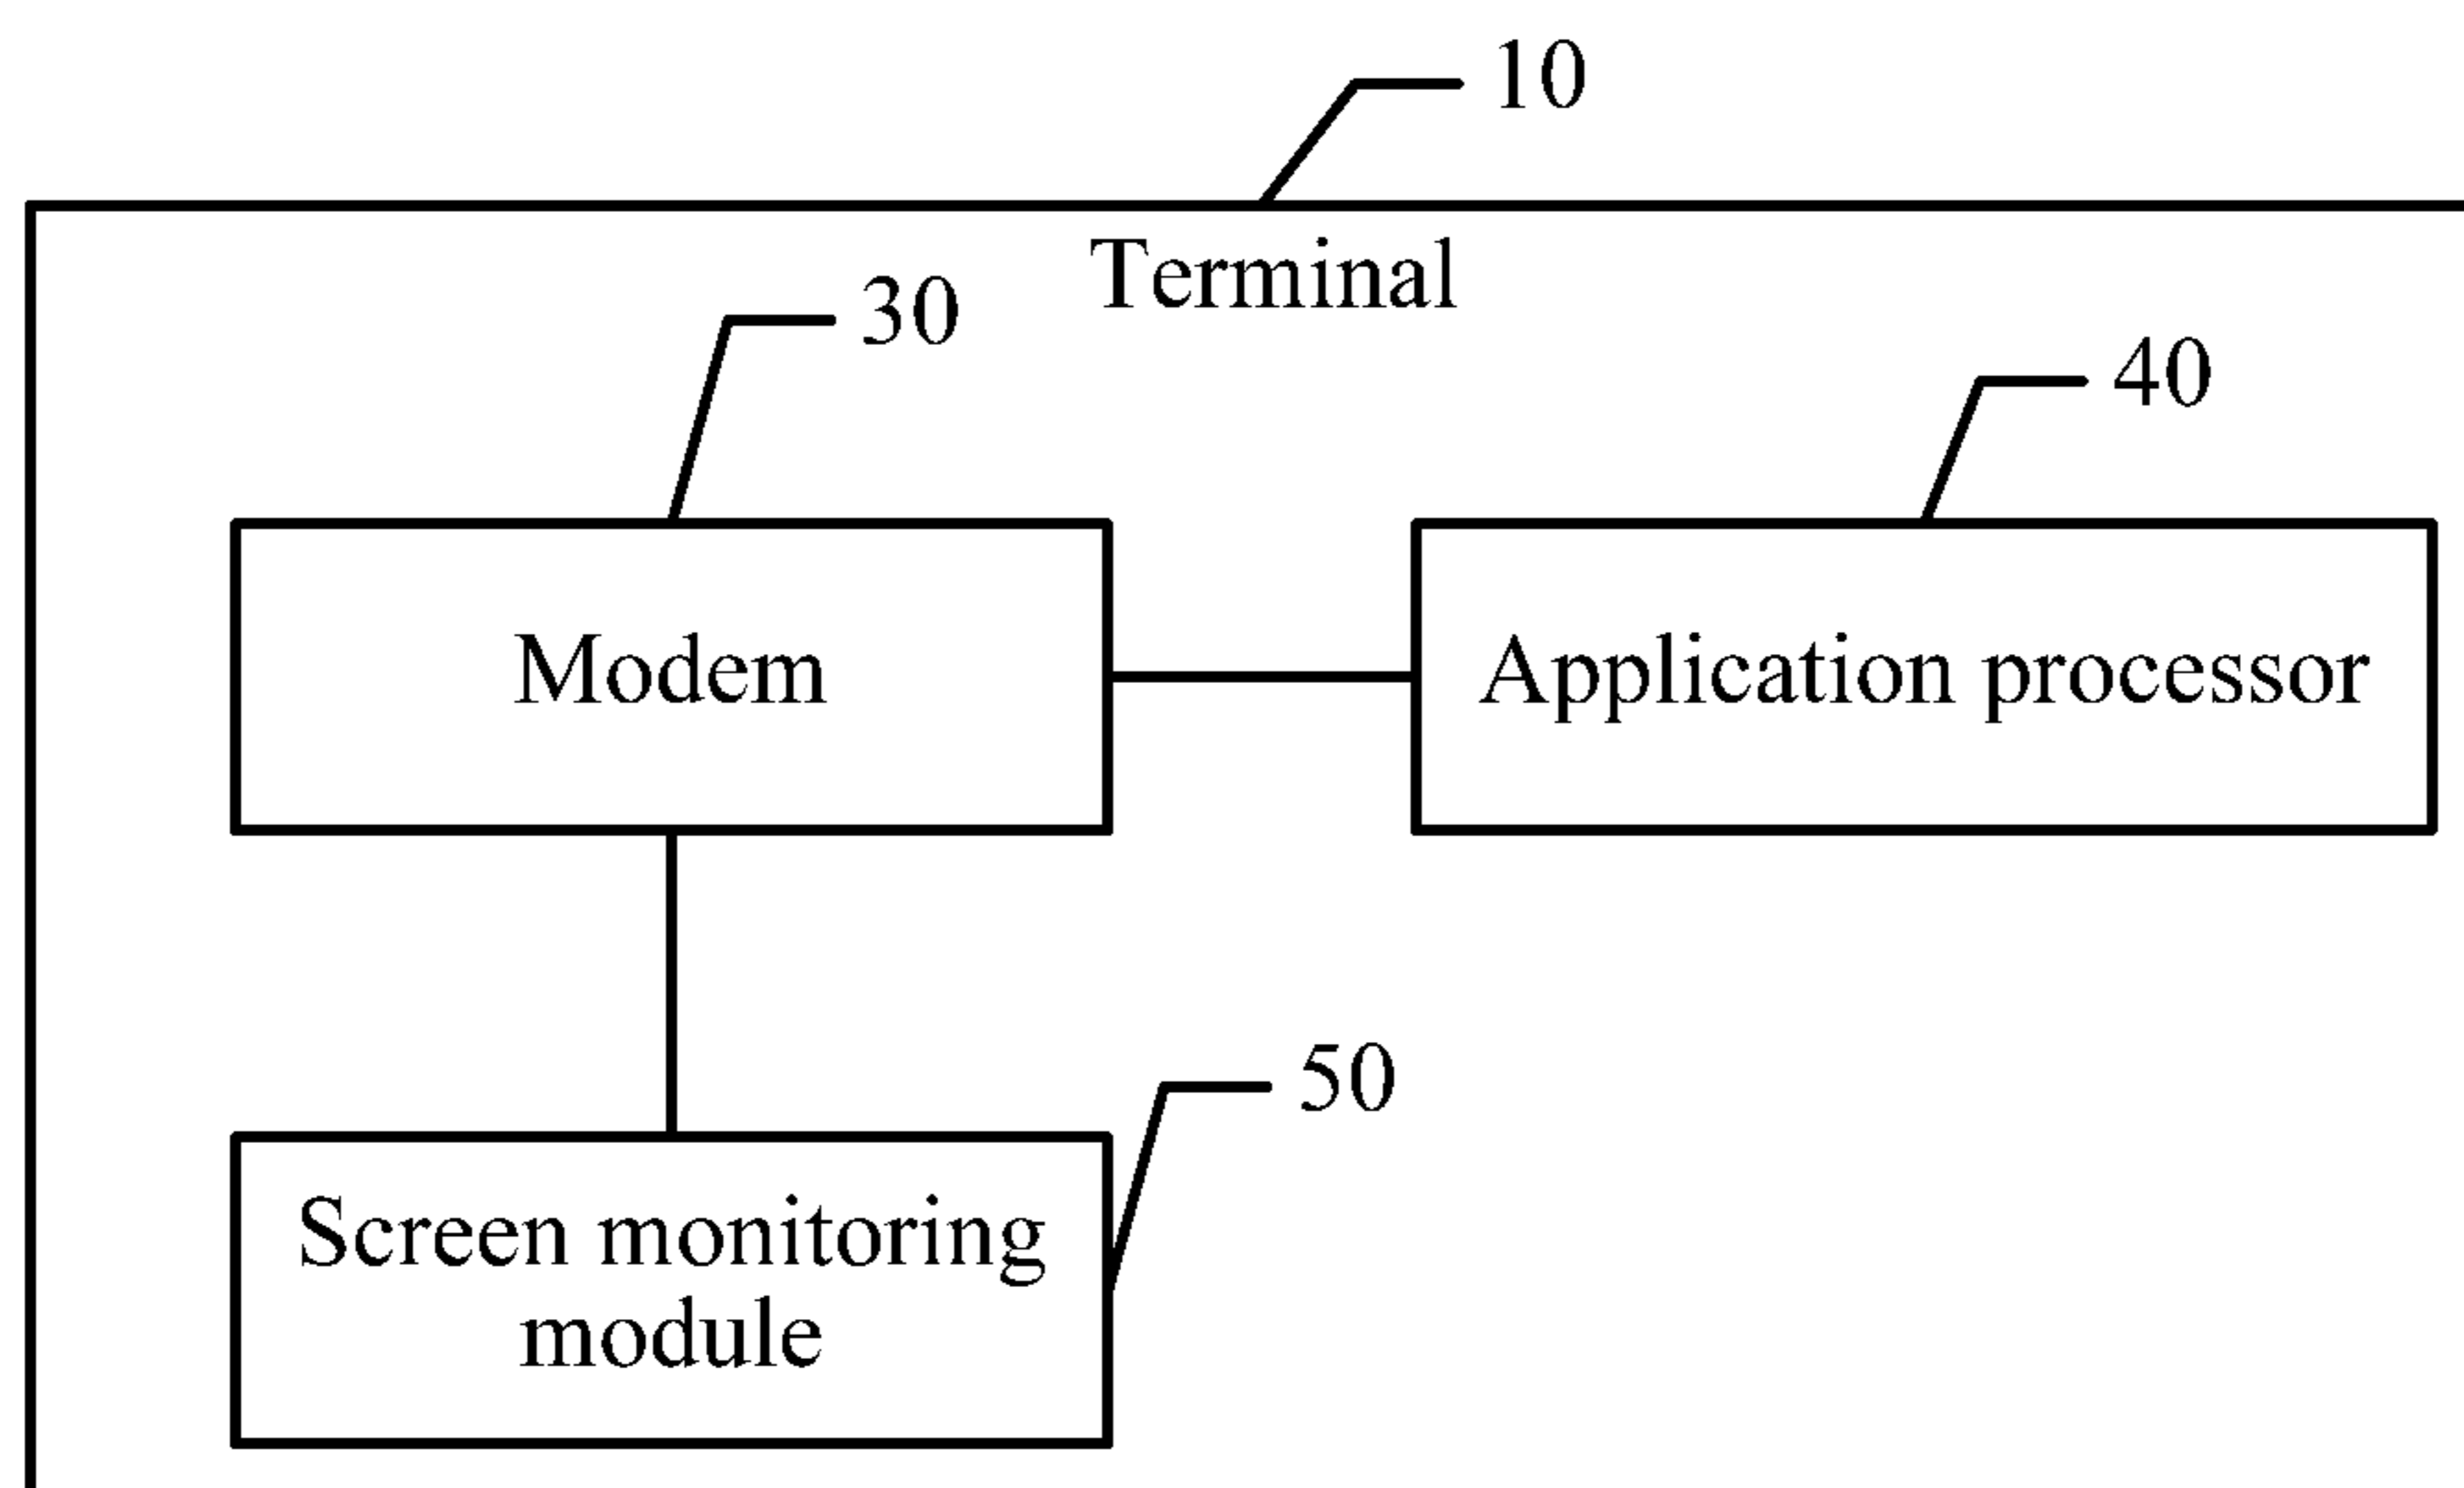 10
Terminal
30
40
Modem
Application processor
50
Screen monitoring
module